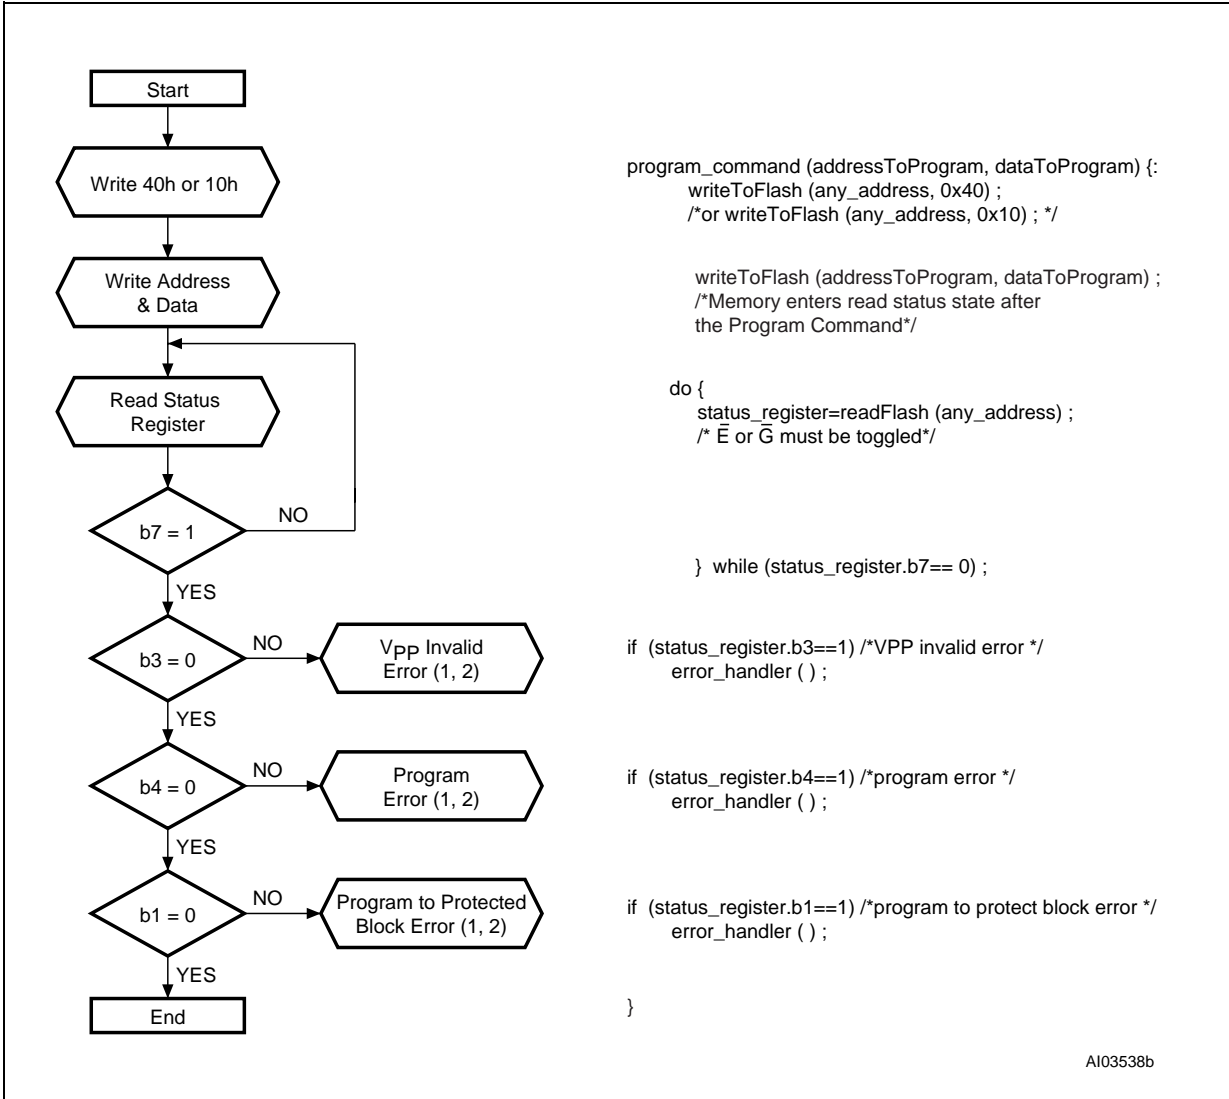 Start
Write 40h or 10h
Write Address
& Data
Read Status
Register
b7 = 1
NO
YES
b3 = 0
NO
VPP Invalid
Error (1, 2)
YES
b4 = 0
NO
Program
Error (1, 2)
YES
b1 = 0
NO
Program to Protected
Block Error (1, 2)
YES
End
program_command (addressToProgram, dataToProgram) {:
writeToFlash (any_address, 0x40) ;
/*or writeToFlash (any_address, 0x10) ; */
writeToFlash (addressToProgram, dataToProgram) ;
/*Memory enters read status state after
the Program Command*/
do {
status_register=readFlash (any_address) ;
/* E̅ or G̅ must be toggled*/
} while (status_register.b7== 0) ;
if (status_register.b3==1) /*VPP invalid error */
error_handler ( ) ;
if (status_register.b4==1) /*program error */
error_handler ( ) ;
if (status_register.b1==1) /*program to protect block error */
error_handler ( ) ;
}
AI03538b